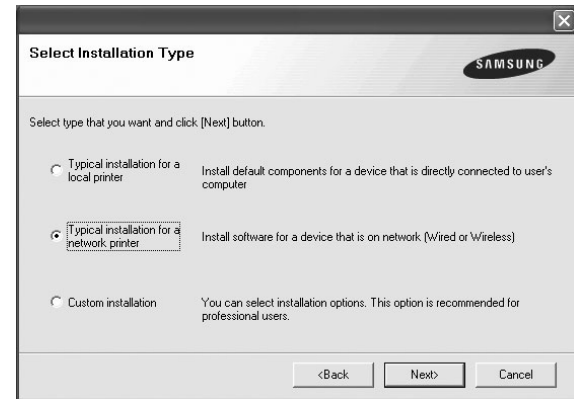 Select Installation Type
SAMSUNG
Select type that you want and click [Next] button.
Typical installation for a
local printer
Install default components for a device that is directly connected to user's
computer
Typical installation for a
network printer
Install software for a device that is on network (Wired or Wireless)
Custom installation
You can select installation options. This option is recommended for
professional users.
<Back
Next>
Cancel